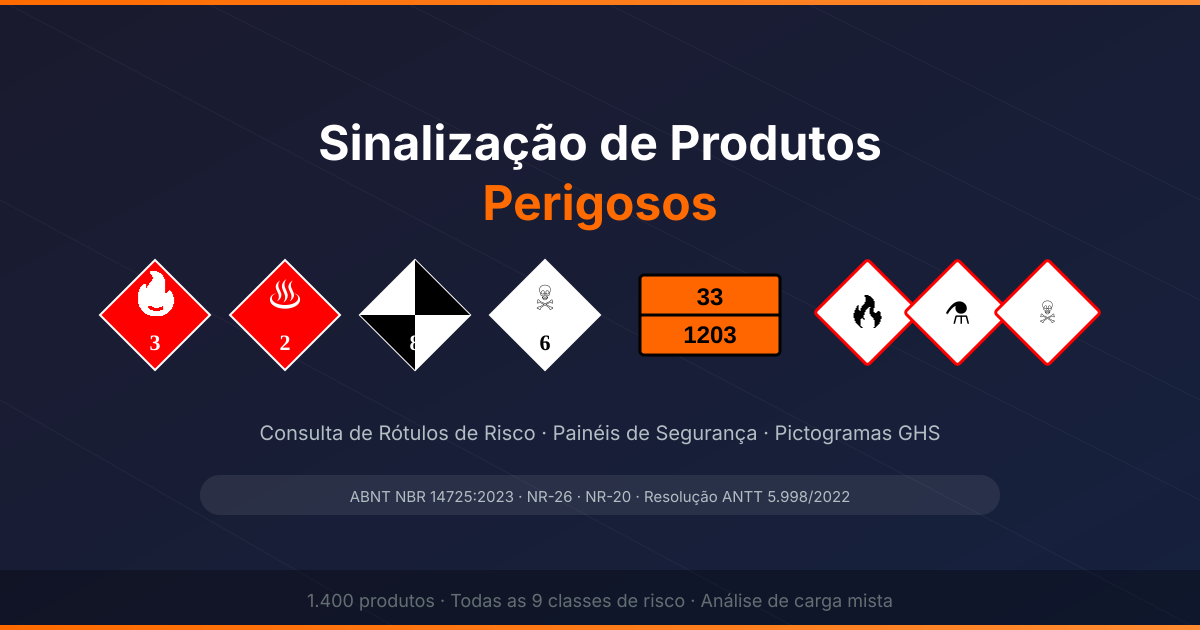 Sinalização de Produtos
Perigosos
3
2
8
6
33
1203
Consulta de Rótulos de Risco · Painéis de Segurança · Pictogramas GHS
ABNT NBR 14725:2023 · NR-26 · NR-20 · Resolução ANTT 5.998/2022
1.400 produtos · Todas as 9 classes de risco · Análise de carga mista